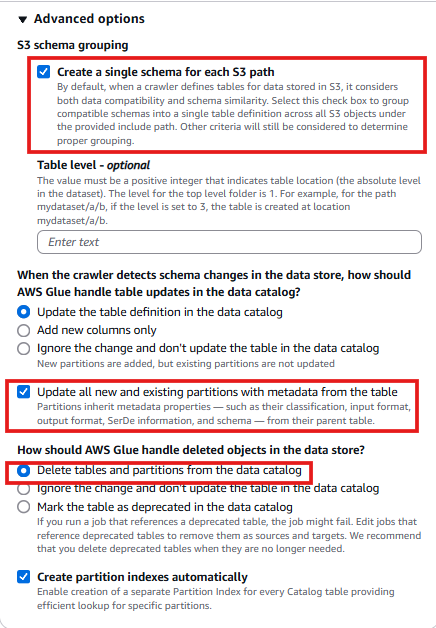 Advanced options
S3 schema grouping
Create a single schema for each S3 path
By default, when a crawler defines tables for data stored in S3, it considers
both data compatibility and schema similarity. Select this check box to group
compatible schemas into a single table definition across all S3 objects under
the provided include path. Other criteria will still be considered to determine
proper grouping.
Table level - optional
The value must be a positive integer that indicates table location (the absolute level
in the dataset). The level for the top level folder is 1. For example, for the path
mydataset/a/b, if the level is set to 3, the table is created at location
mydataset/a/b.
Enter text
When the crawler detects schema changes in the data store, how should
AWS Glue handle table updates in the data catalog?
Update the table definition in the data catalog
Add new columns only
Ignore the change and don't update the table in the data catalog
New partitions are added, but existing partitions are not updated
Update all new and existing partitions with metadata from the table
Partitions inherit metadata properties — such as their classification, input format,
output format, SerDe information, and schema — from their parent table.
How should AWS Glue handle deleted objects in the data store?
Delete tables and partitions from the data catalog
Ignore the change and don't update the table in the data catalog
Mark the table as deprecated in the data catalog
If you run a job that references a deprecated table, the job might fail. Edit jobs that
reference deprecated tables to remove them as sources and targets. We recommend
that you delete deprecated tables when they are no longer needed.
Create partition indexes automatically
Enable creation of a separate Partition Index for every Catalog table providing
efficient lookup for specific partitions.